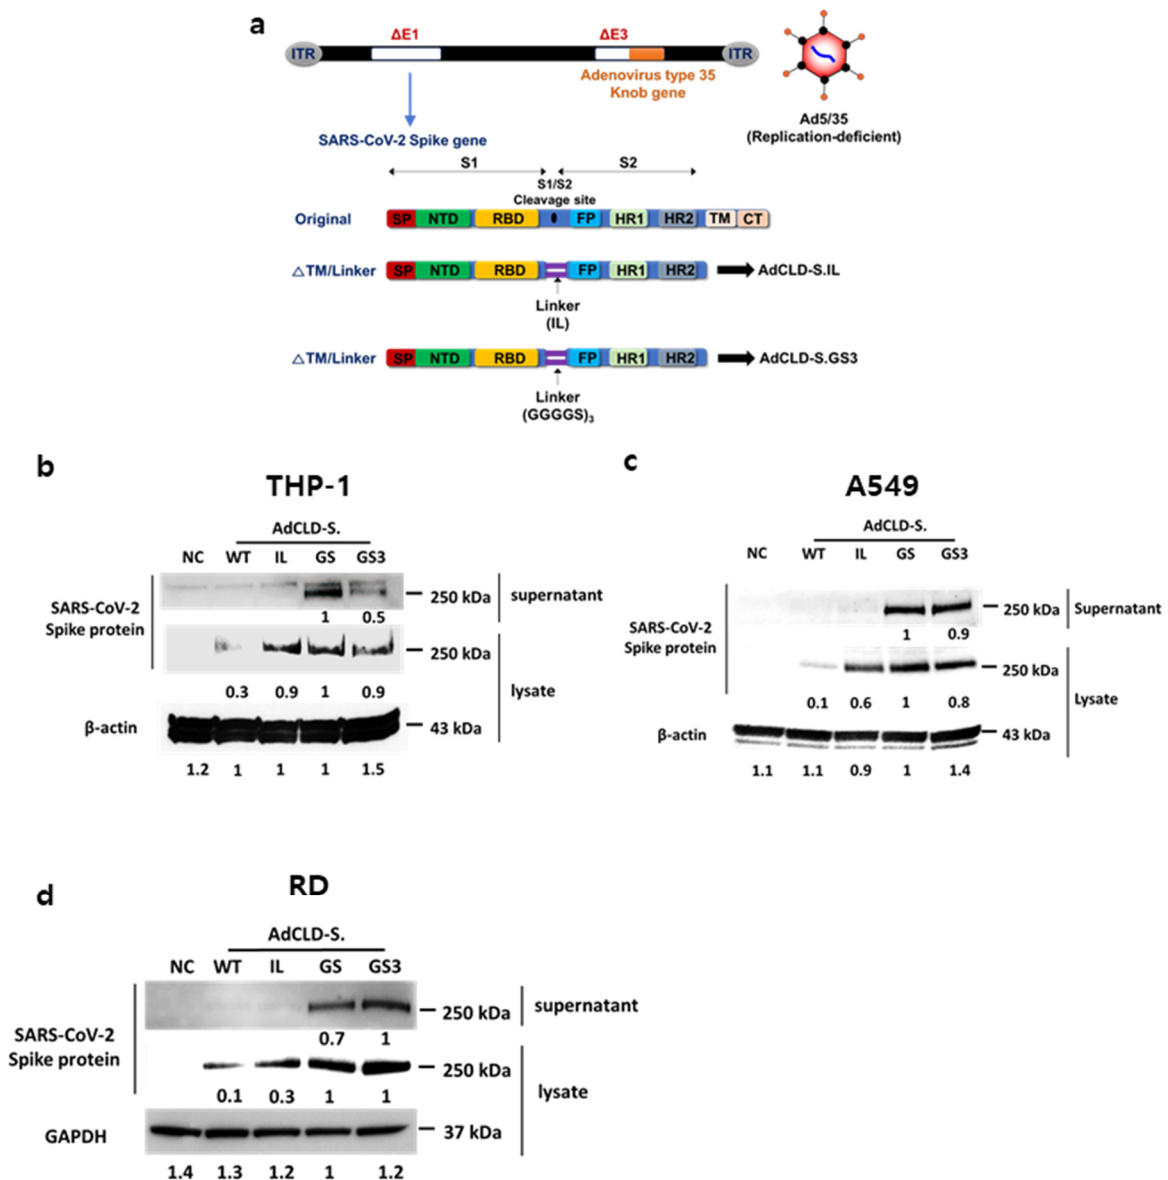 a
ΔE1
ΔE3
ITR
ITR
Adenovirus type 35
Knob gene
Ad5/35
(Replication-deficient)
SARS-CoV-2 Spike gene
S1
S2
S1/S2
Cleavage site
Original
SP NTD RBD FP HR1 HR2 TM CT
△TM/Linker
SP NTD RBD FP HR1 HR2
AdCLD-S.IL
Linker
(IL)
△TM/Linker
SP NTD RBD FP HR1 HR2
AdCLD-S.GS3
Linker
(GGGGS)3
b
THP-1
AdCLD-S.
NC WT IL GS GS3
SARS-CoV-2
Spike protein
250 kDa
supernatant
1 0.5
250 kDa
lysate
0.3 0.9 1 0.9
β-actin
43 kDa
1.2 1 1 1 1.5
c
A549
AdCLD-S.
NC WT IL GS GS3
SARS-CoV-2
Spike protein
250 kDa
Supernatant
1 0.9
250 kDa
Lysate
0.1 0.6 1 0.8
β-actin
43 kDa
1.1 1.1 0.9 1 1.4
d
RD
AdCLD-S.
NC WT IL GS GS3
SARS-CoV-2
Spike protein
250 kDa
supernatant
0.7 1
250 kDa
lysate
0.1 0.3 1 1
GAPDH
37 kDa
1.4 1.3 1.2 1 1.2